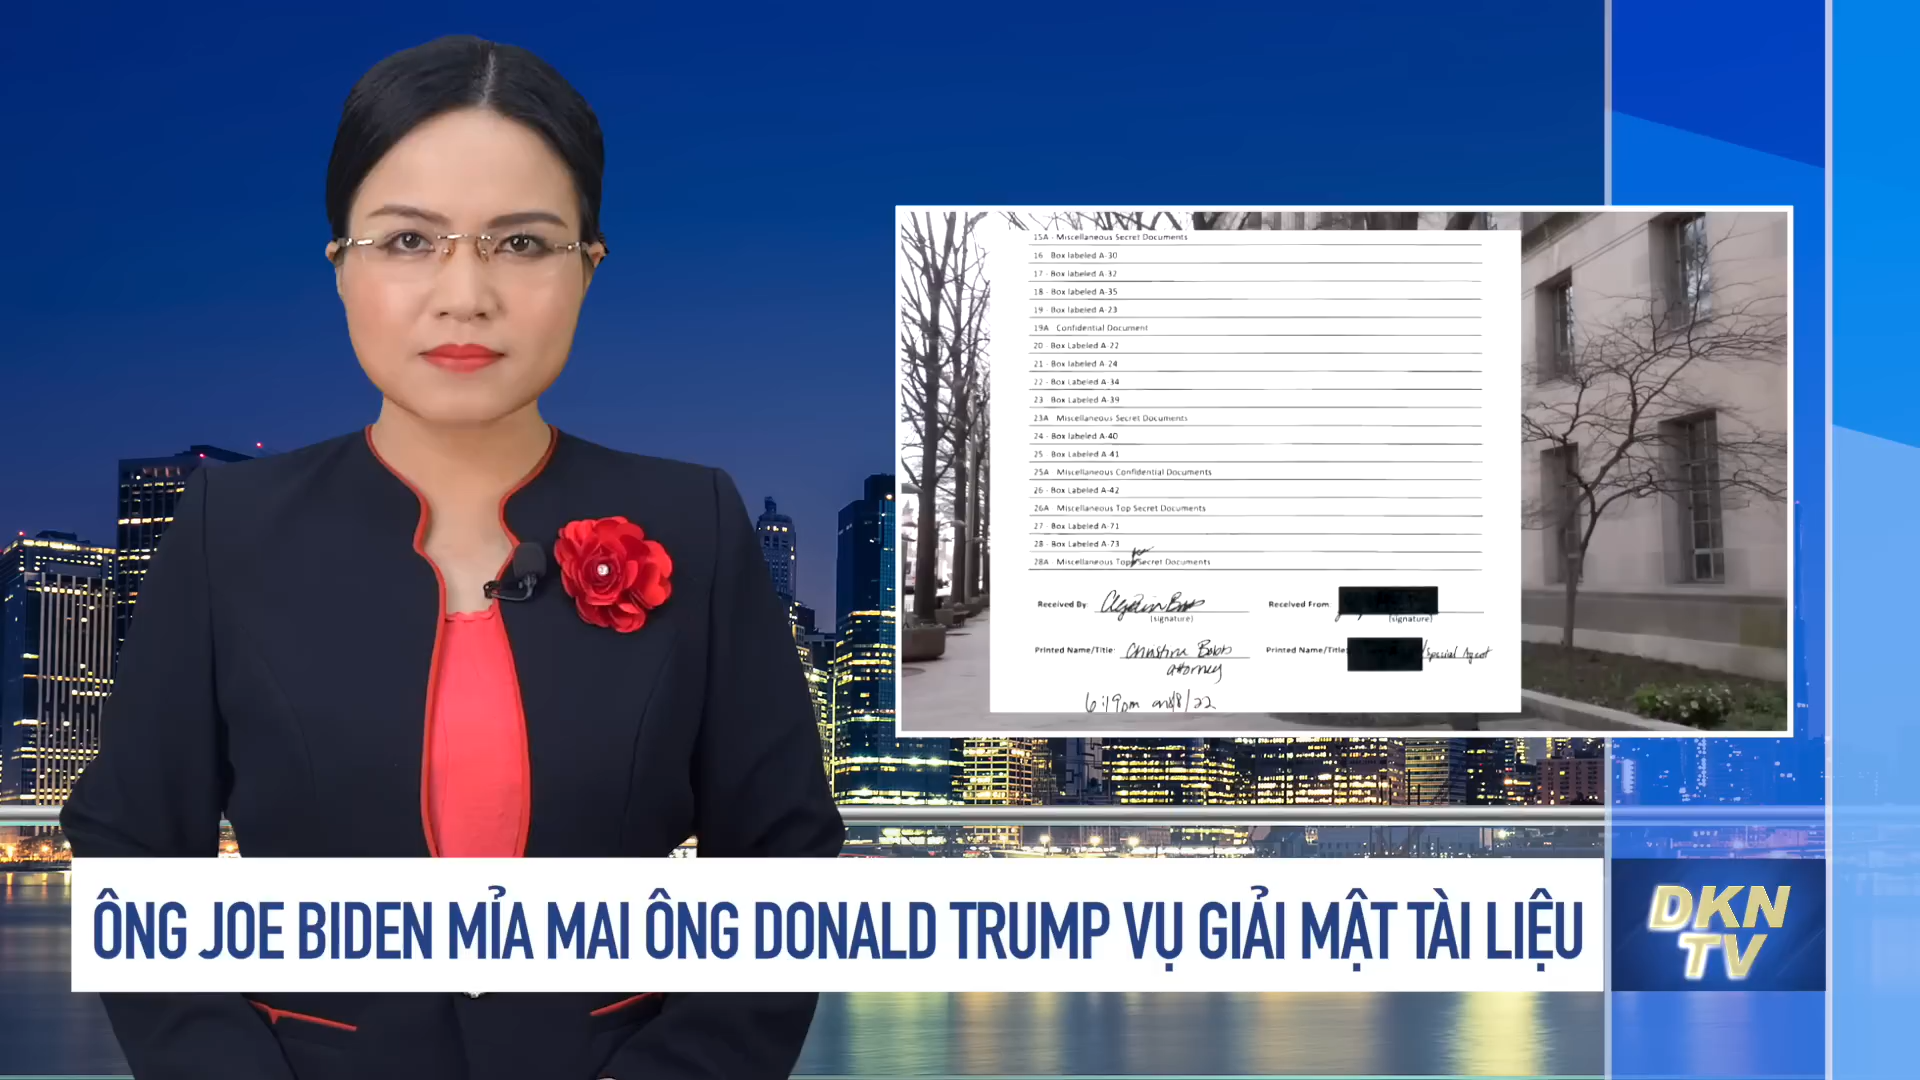 15A - Miscellaneous Secret Documents
16 - Box labeled A-30
17 - Box labeled A-32
18 - Box labeled A-35
19 - Box labeled A-23
19A Confidential Document
20 - Box Labeled A-22
21 - Box labeled A-24
22 - Box Labeled A-34
23 Box Labeled A-39
23A Miscellaneous Secret Documents
24 - Box labeled A-40
25 Box Labeled A-41
25A Miscellaneous Confidential Documents
26 - Box Labeled A-42
26A Miscellaneous Top Secret Documents
27 - Box Labeled A-71
28 - Box Labeled A-73
28A Miscellaneous Top Secret Documents
Received By: Received From:
(signature) (signature)
Printed Name/Title: Christina Bobb Printed Name/Title: Special Agent
attorney
6:19pm 8/22
ÔNG JOE BIDEN MỈA MAI ÔNG DONALD TRUMP VỤ GIẢI MẬT TÀI LIỆU
DKN
TV